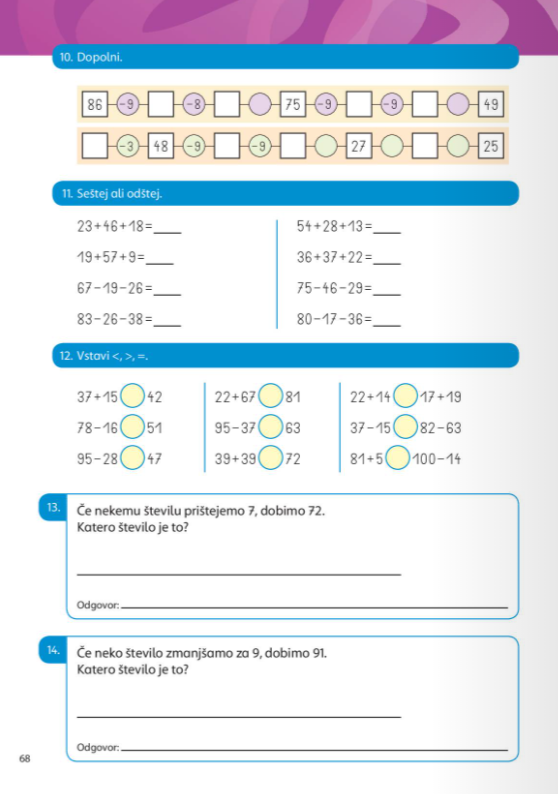 10. Dopolni.
86 -9 -8 75 -9 -9 49
-3 48 -9 -9 27 25
11. Seštej ali odštej.
23+46+18=____ 54+28+13=____
19+57+9=____ 36+37+22=____
67-19-26=____ 75-46-29=____
83-26-38=____ 80-17-36=____
12. Vstavi <, >, =.
37+15 42 22+67 81 22+14 17+19
78-16 51 95-37 63 37-15 82-63
95-28 47 39+39 72 81+5 100-14
13. Če nekemu številu prištejemo 7, dobimo 72.
Katero število je to?
Odgovor:
14. Če neko število zmanjšamo za 9, dobimo 91.
Katero število je to?
Odgovor:
68